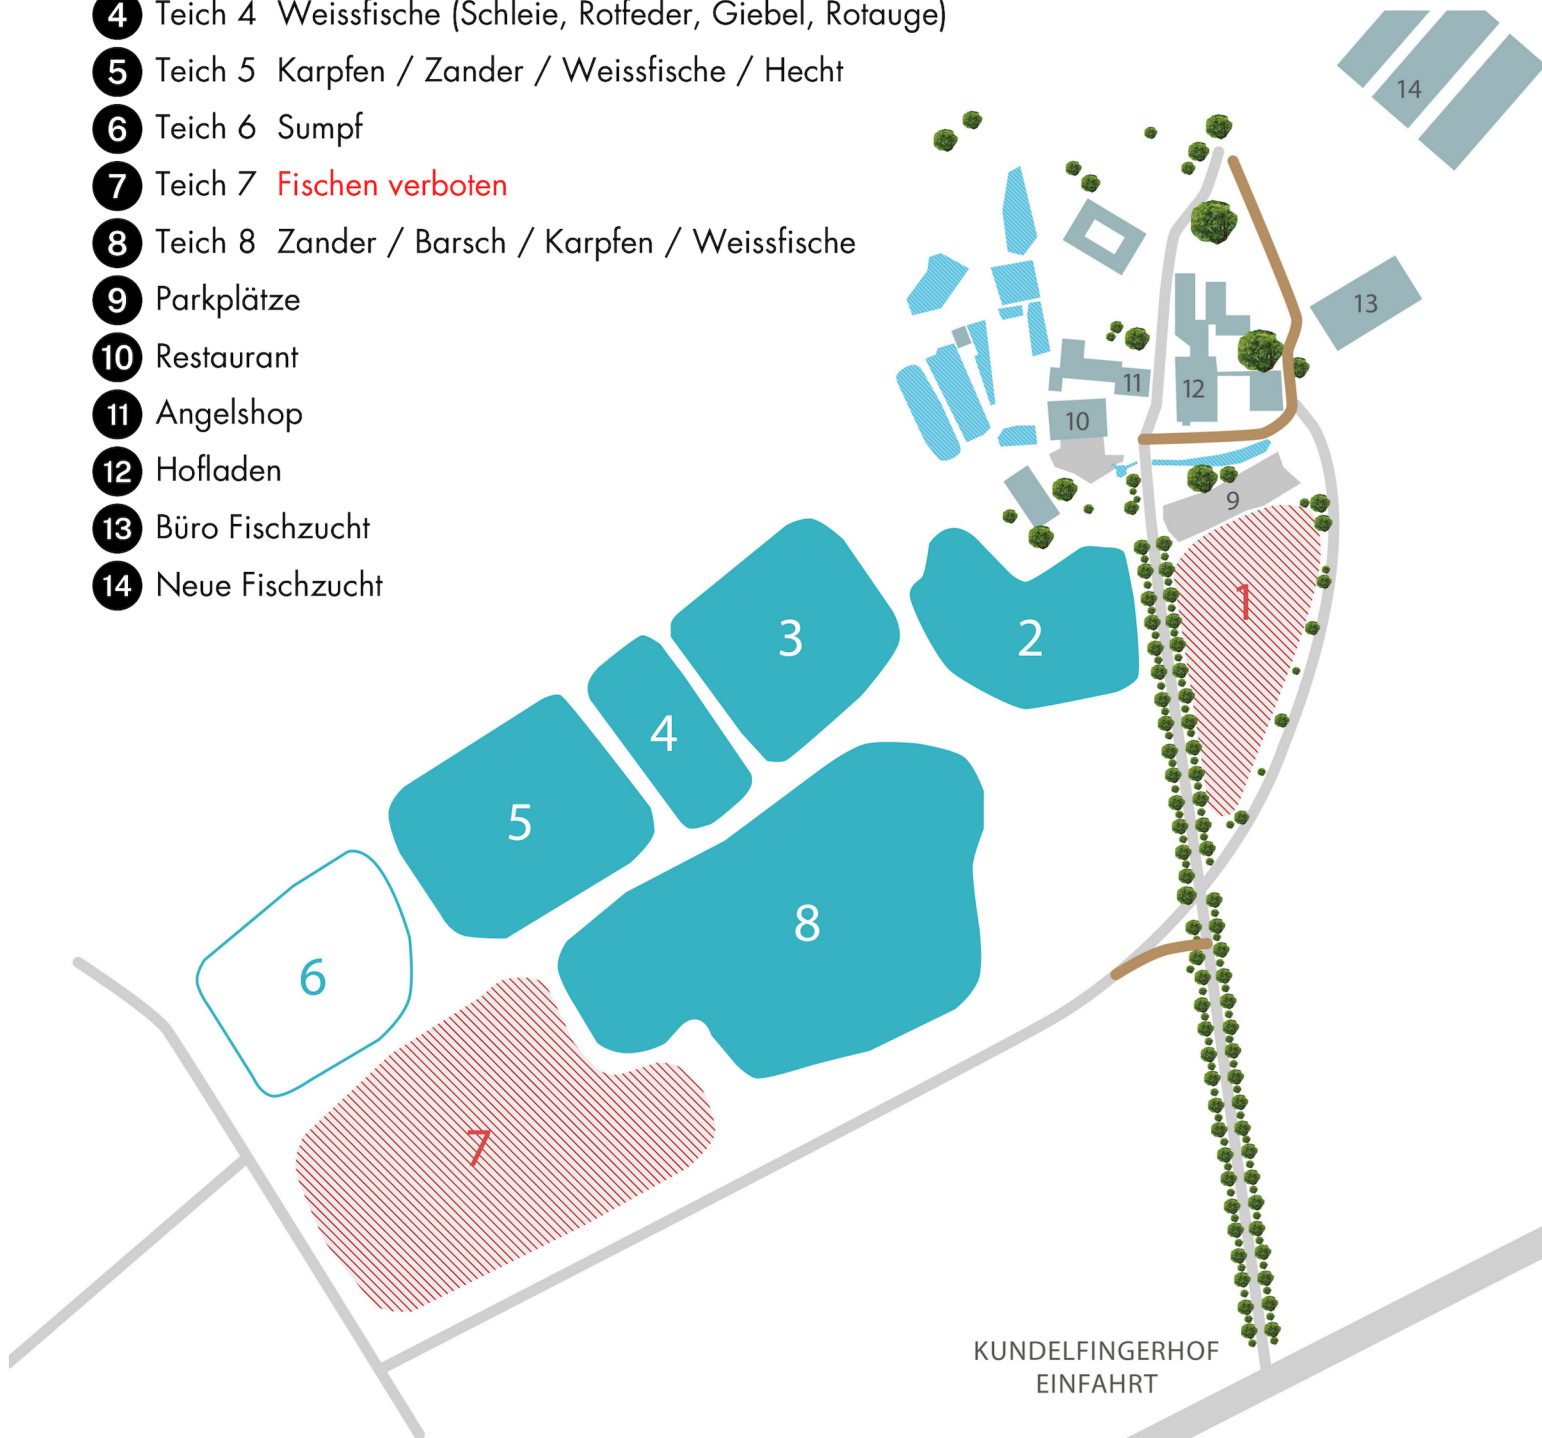 4 Teich 4 Weissfische (Schleie, Rotfeder, Giebel, Rotauge)
5 Teich 5 Karpfen / Zander / Weissfische / Hecht
6 Teich 6 Sumpf
7 Teich 7 Fischen verboten
8 Teich 8 Zander / Barsch / Karpfen / Weissfische
9 Parkplätze
10 Restaurant
11 Angelshop
12 Hofladen
13 Büro Fischzucht
14 Neue Fischzucht
14
13
11
12
10
9
1
2
3
4
5
8
6
7
KUNDELFINGERHOF
EINFAHRT